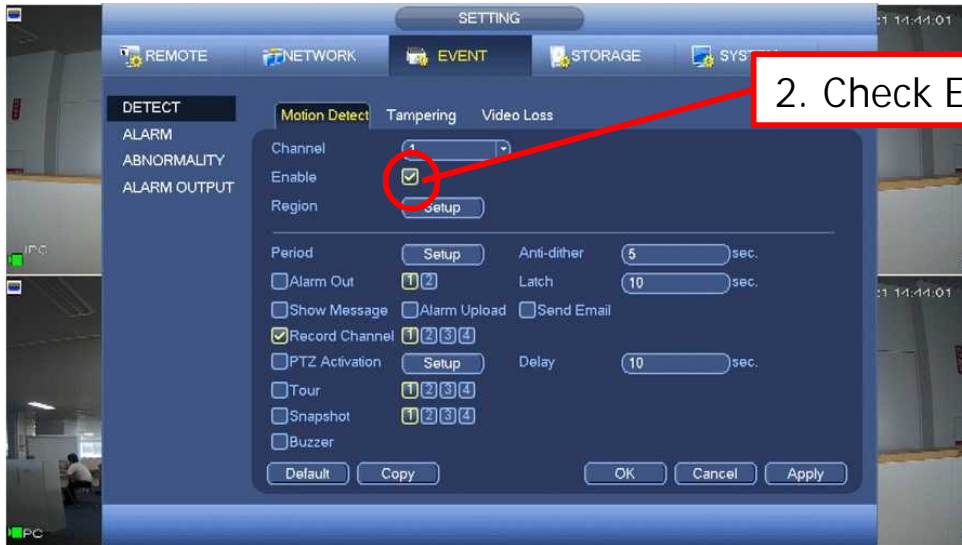 SETTING
1 14:44:01
REMOTE NETWORK EVENT STORAGE SYST
2. Check E
DETECT
ALARM
ABNORMALITY
ALARM OUTPUT
Motion Detect Tampering Video Loss
Channel 1
Enable
Region Setup
IPC
Period Setup Anti-dither 5 sec.
Alarm Out 1 2 Latch 10 sec.
:1 14:44:01
Show Message Alarm Upload Send Email
Record Channel 1 2 3 4
PTZ Activation Setup Delay 10 sec.
Tour 1 2 3 4
Snapshot 1 2 3 4
Buzzer
Default Copy OK Cancel Apply
IPC